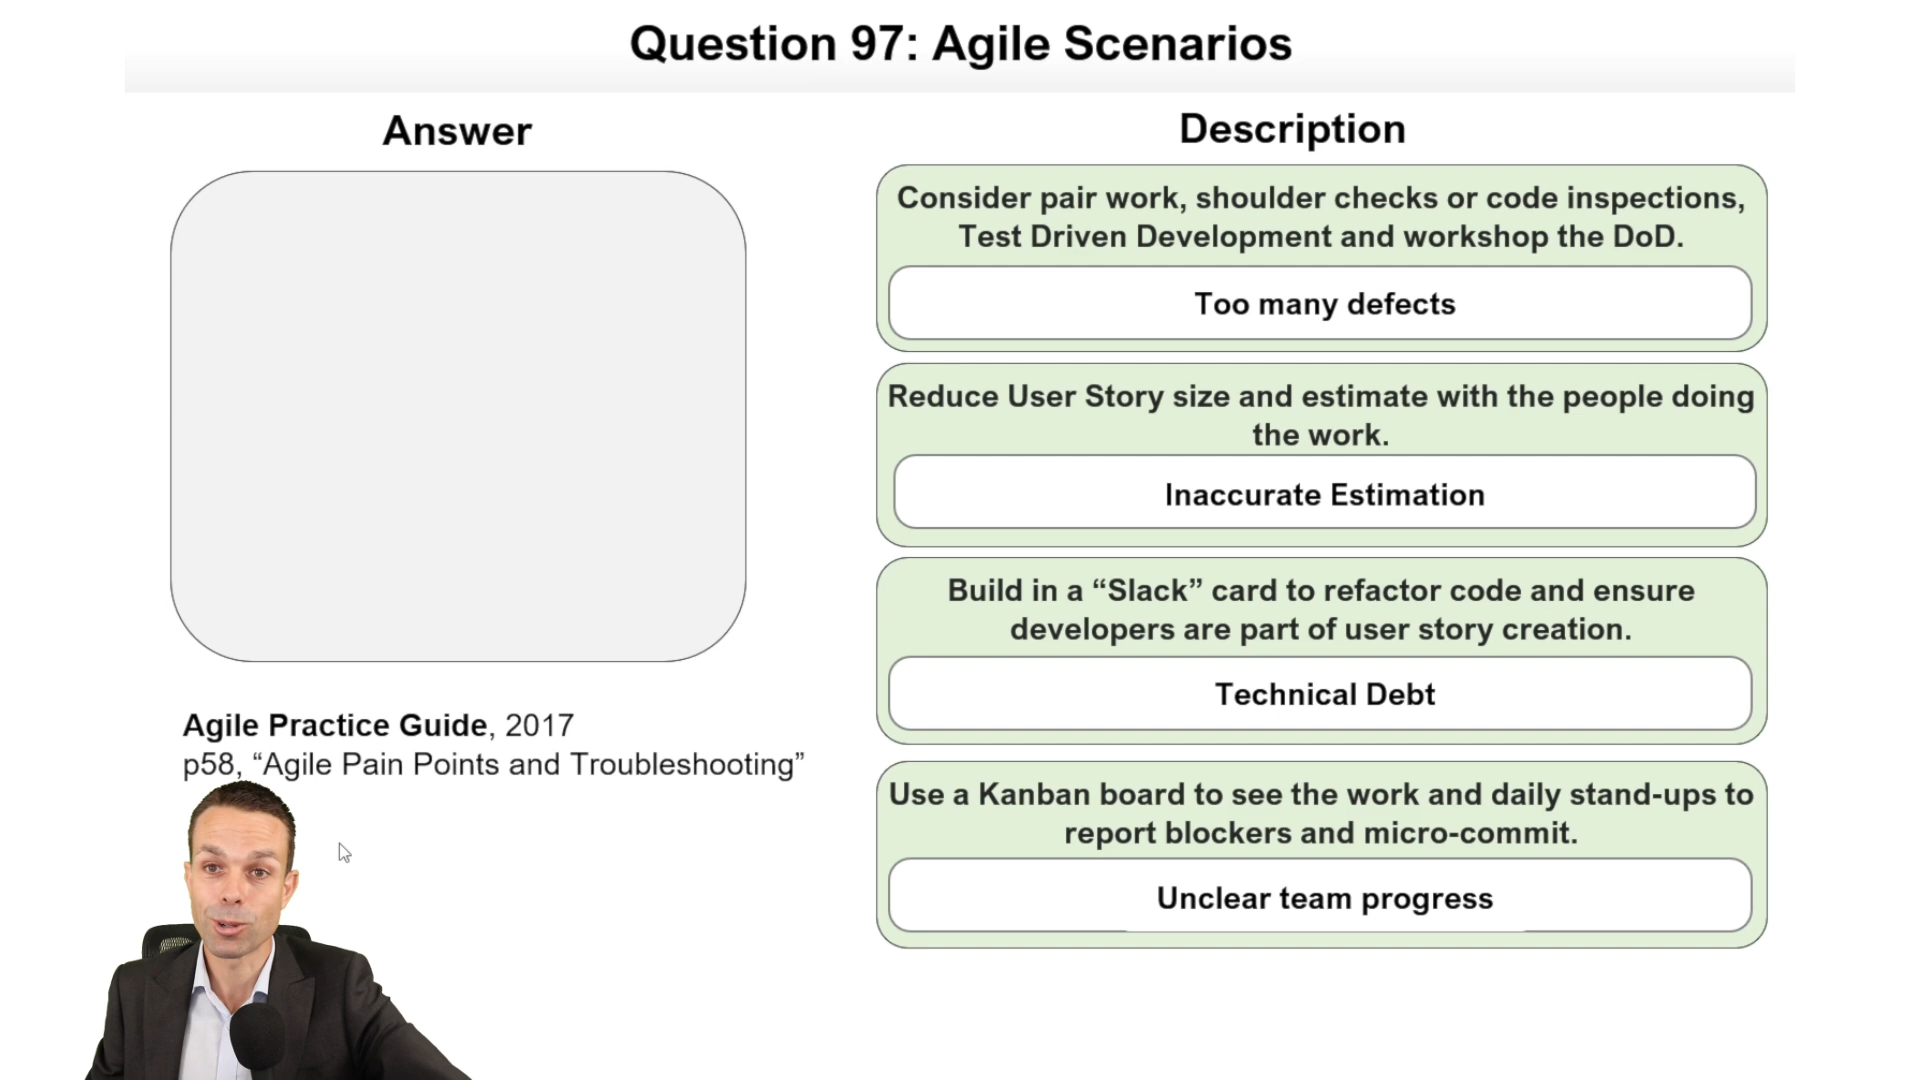 Question 97: Agile Scenarios
Answer
Description
Consider pair work, shoulder checks or code inspections,
Test Driven Development and workshop the DoD.
Too many defects
Reduce User Story size and estimate with the people doing
the work.
Inaccurate Estimation
Build in a “Slack” card to refactor code and ensure
developers are part of user story creation.
Technical Debt
Use a Kanban board to see the work and daily stand-ups to
report blockers and micro-commit.
Unclear team progress
Agile Practice Guide, 2017
p58, “Agile Pain Points and Troubleshooting”